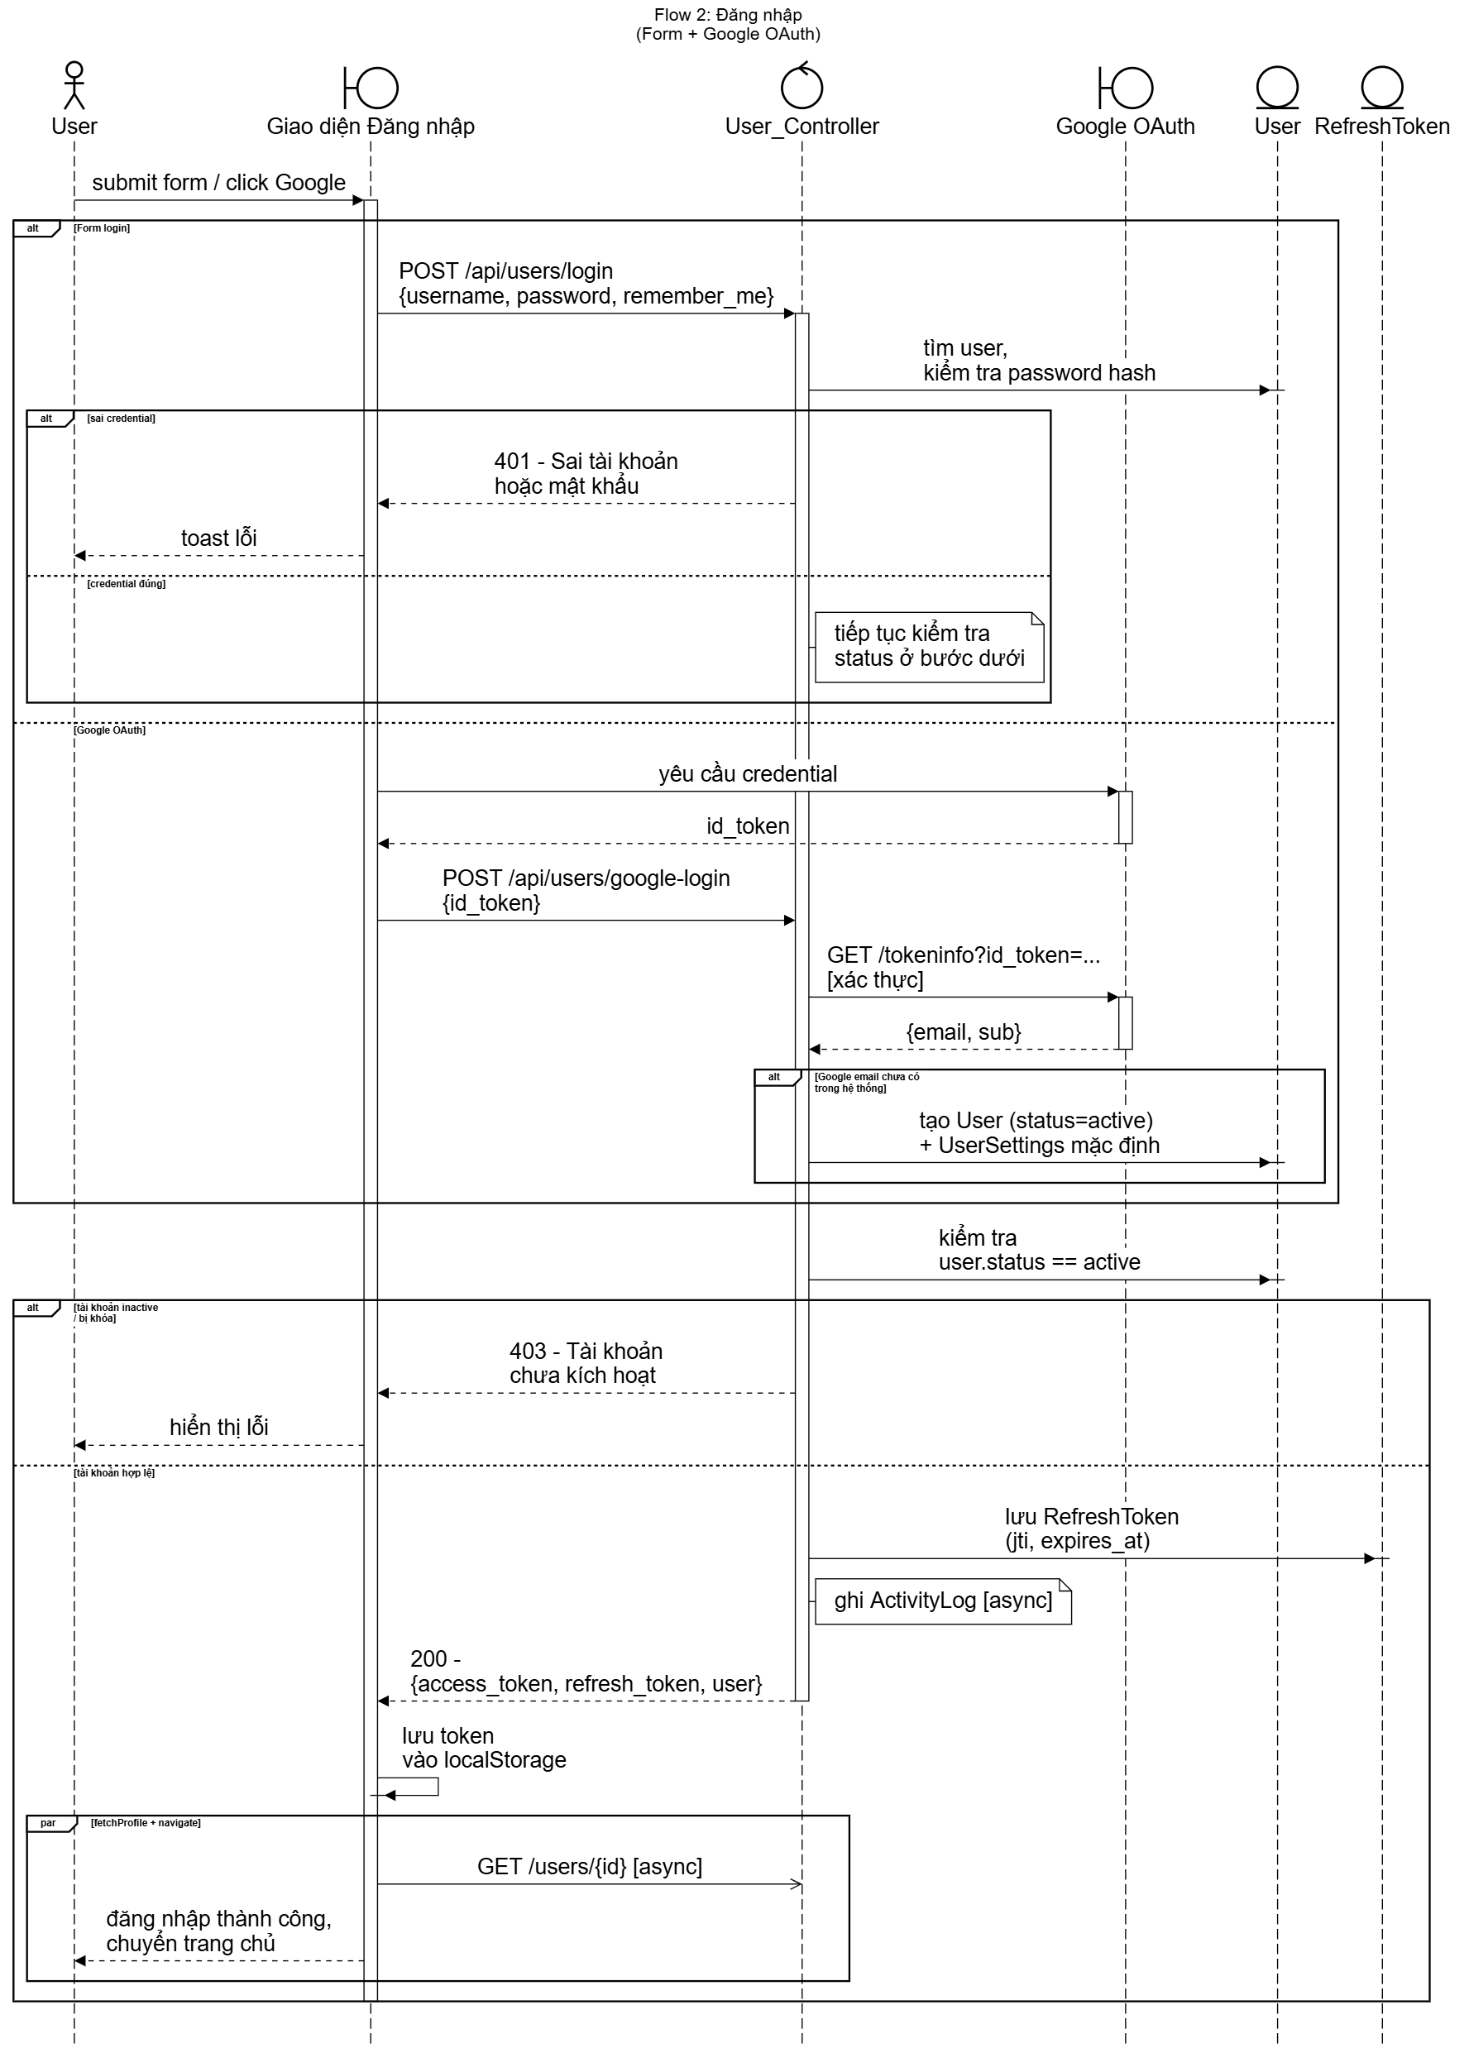 Flow 2: Đăng nhập
(Form + Google OAuth)
User
Giao diện Đăng nhập
User_Controller
Google OAuth
User
RefreshToken
submit form / click Google
alt
[Form login]
POST /api/users/login
{username, password, remember_me}
tìm user,
kiểm tra password hash
alt
[sai credential]
401 - Sai tài khoản
hoặc mật khẩu
toast lỗi
[credential đúng]
tiếp tục kiểm tra
status ở bước dưới
[Google OAuth]
yêu cầu credential
id_token
POST /api/users/google-login
{id_token}
GET /tokeninfo?id_token=...
[xác thực]
{email, sub}
alt
[Google email chưa có
trong hệ thống]
tạo User (status=active)
+ UserSettings mặc định
kiểm tra
user.status == active
alt
[tài khoản inactive
/ bị khóa]
403 - Tài khoản
chưa kích hoạt
hiển thị lỗi
[tài khoản hợp lệ]
lưu RefreshToken
(jti, expires_at)
ghi ActivityLog [async]
200 -
{access_token, refresh_token, user}
lưu token
vào localStorage
par
[fetchProfile + navigate]
GET /users/{id} [async]
đăng nhập thành công,
chuyển trang chủ